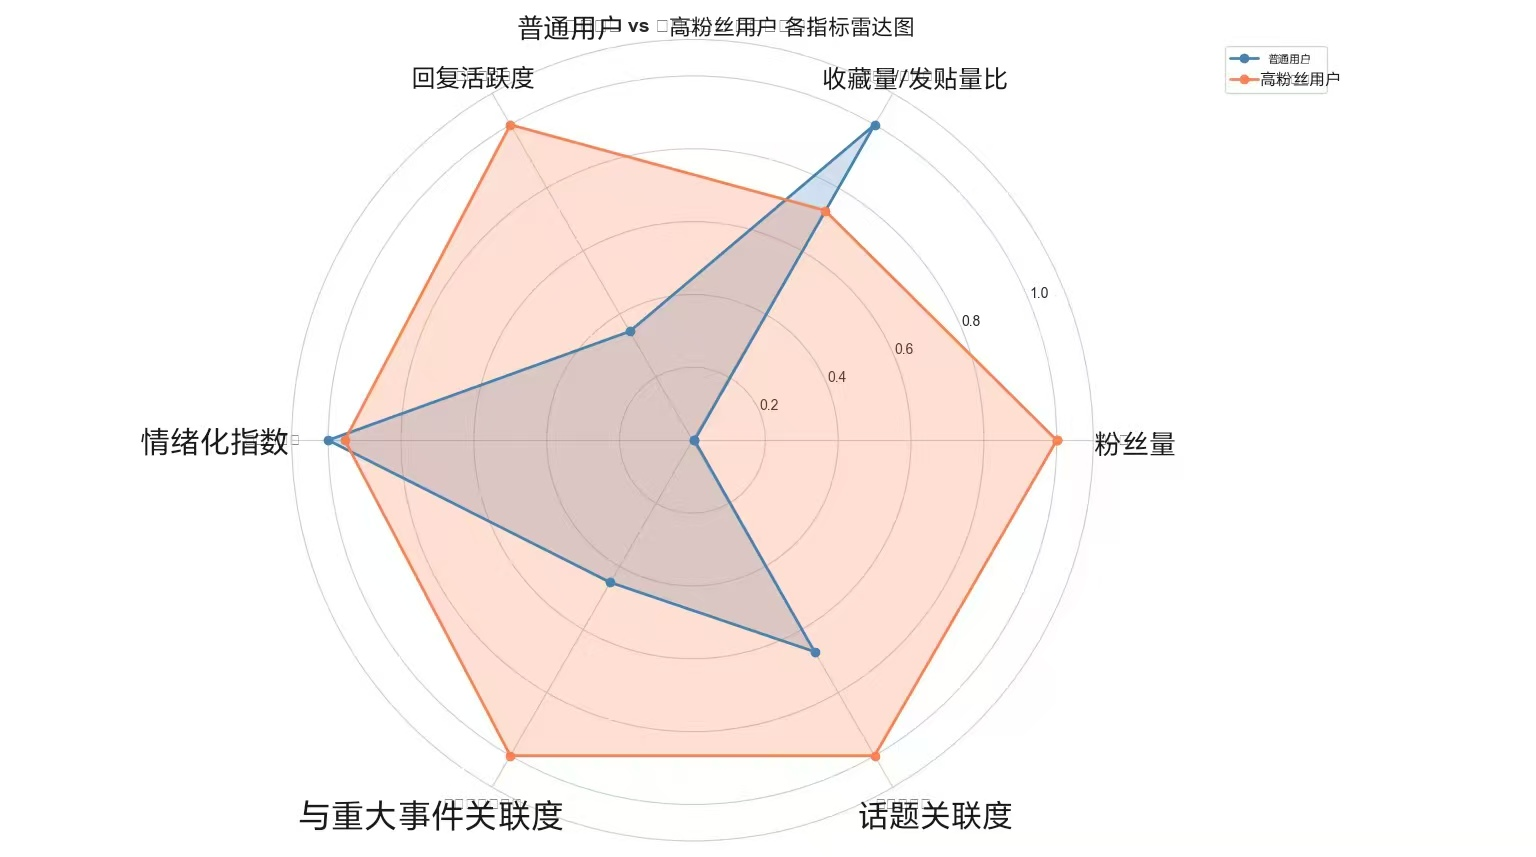 普通用户 vs 高粉丝用户 各指标雷达图
回复活跃度
收藏量/发贴量比
普通用户
高粉丝用户
1.0
0.8
0.6
0.4
0.2
情绪化指数
粉丝量
与重大事件关联度
话题关联度